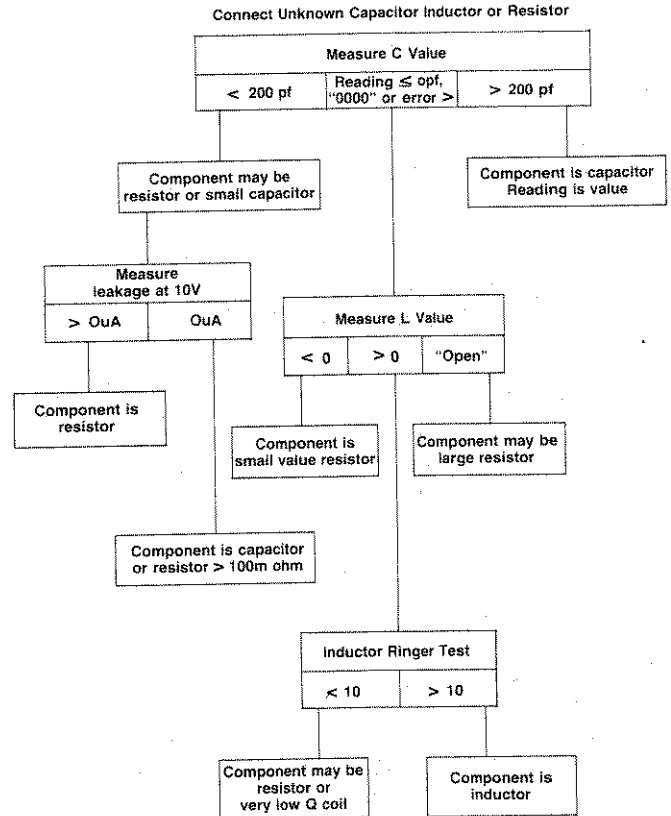 Connect Unknown Capacitor Inductor or Resistor
Measure C Value
< 200 pf
Reading ≤ opf,
"0000" or error >
> 200 pf
Component may be
resistor or small capacitor
Component is capacitor
Reading is value
Measure
leakage at 10V
> OuA
OuA
Measure L Value
< 0
> 0
"Open"
Component is
resistor
Component is
small value resistor
Component may be
large resistor
Component is capacitor
or resistor > 100m ohm
Inductor Ringer Test
< 10
> 10
Component may be
resistor or
very low Q coil
Component is
inductor